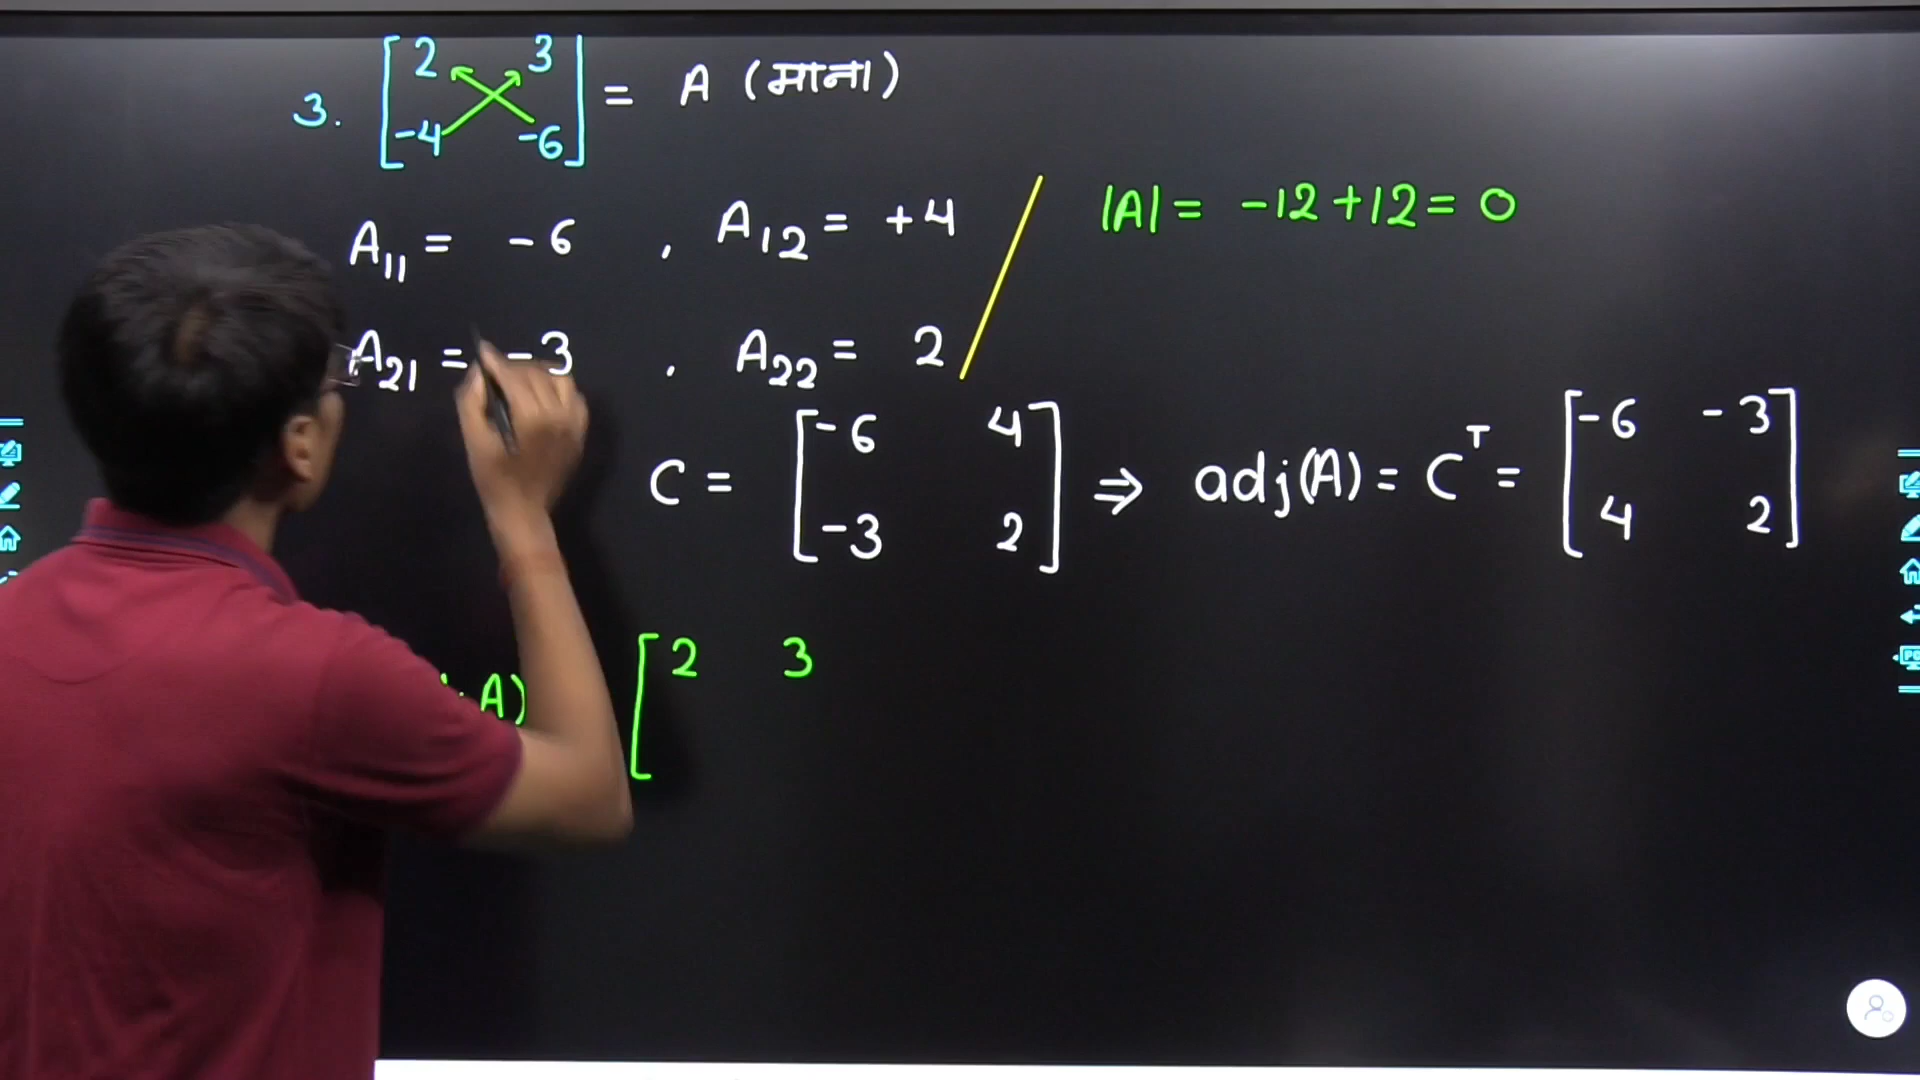 3. [2 3 -4 -6] = A (माना)
A₁₁ = -6 , A₁₂ = +4
|A| = -12+12 = 0
A₂₁ = -3 , A₂₂ = 2
C = [-6 4 -3 2] ⇒ adj(A) = Cᵀ = [-6 -3 4 2]
A) [2 3